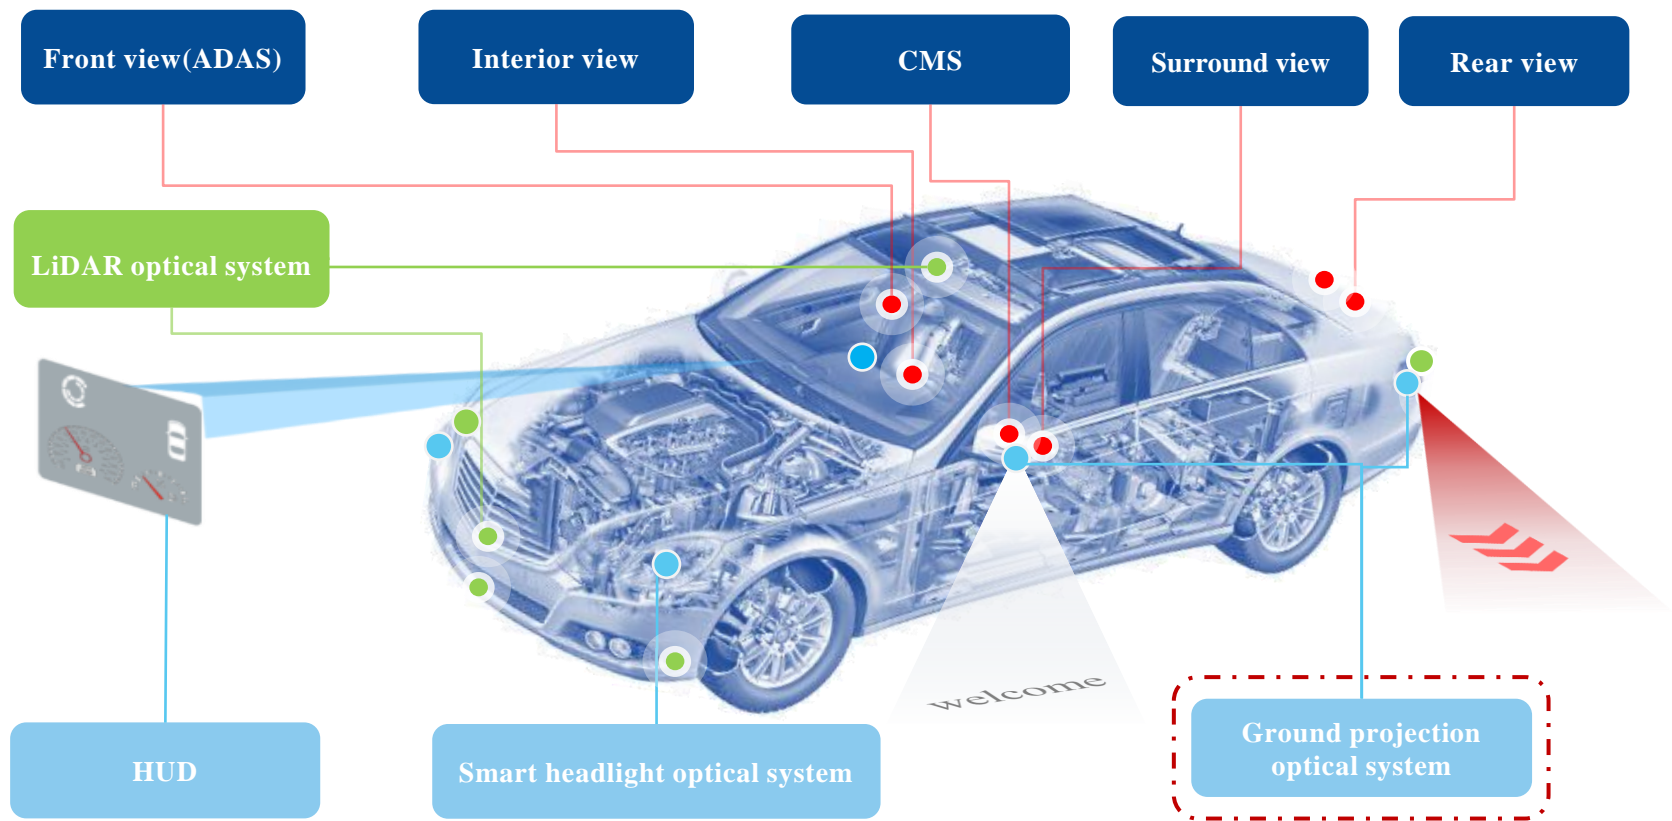 Front view(ADAS)
Interior view
CMS
Surround view
Rear view
LiDAR optical system
welcome
HUD
Smart headlight optical system
Ground projection
optical system